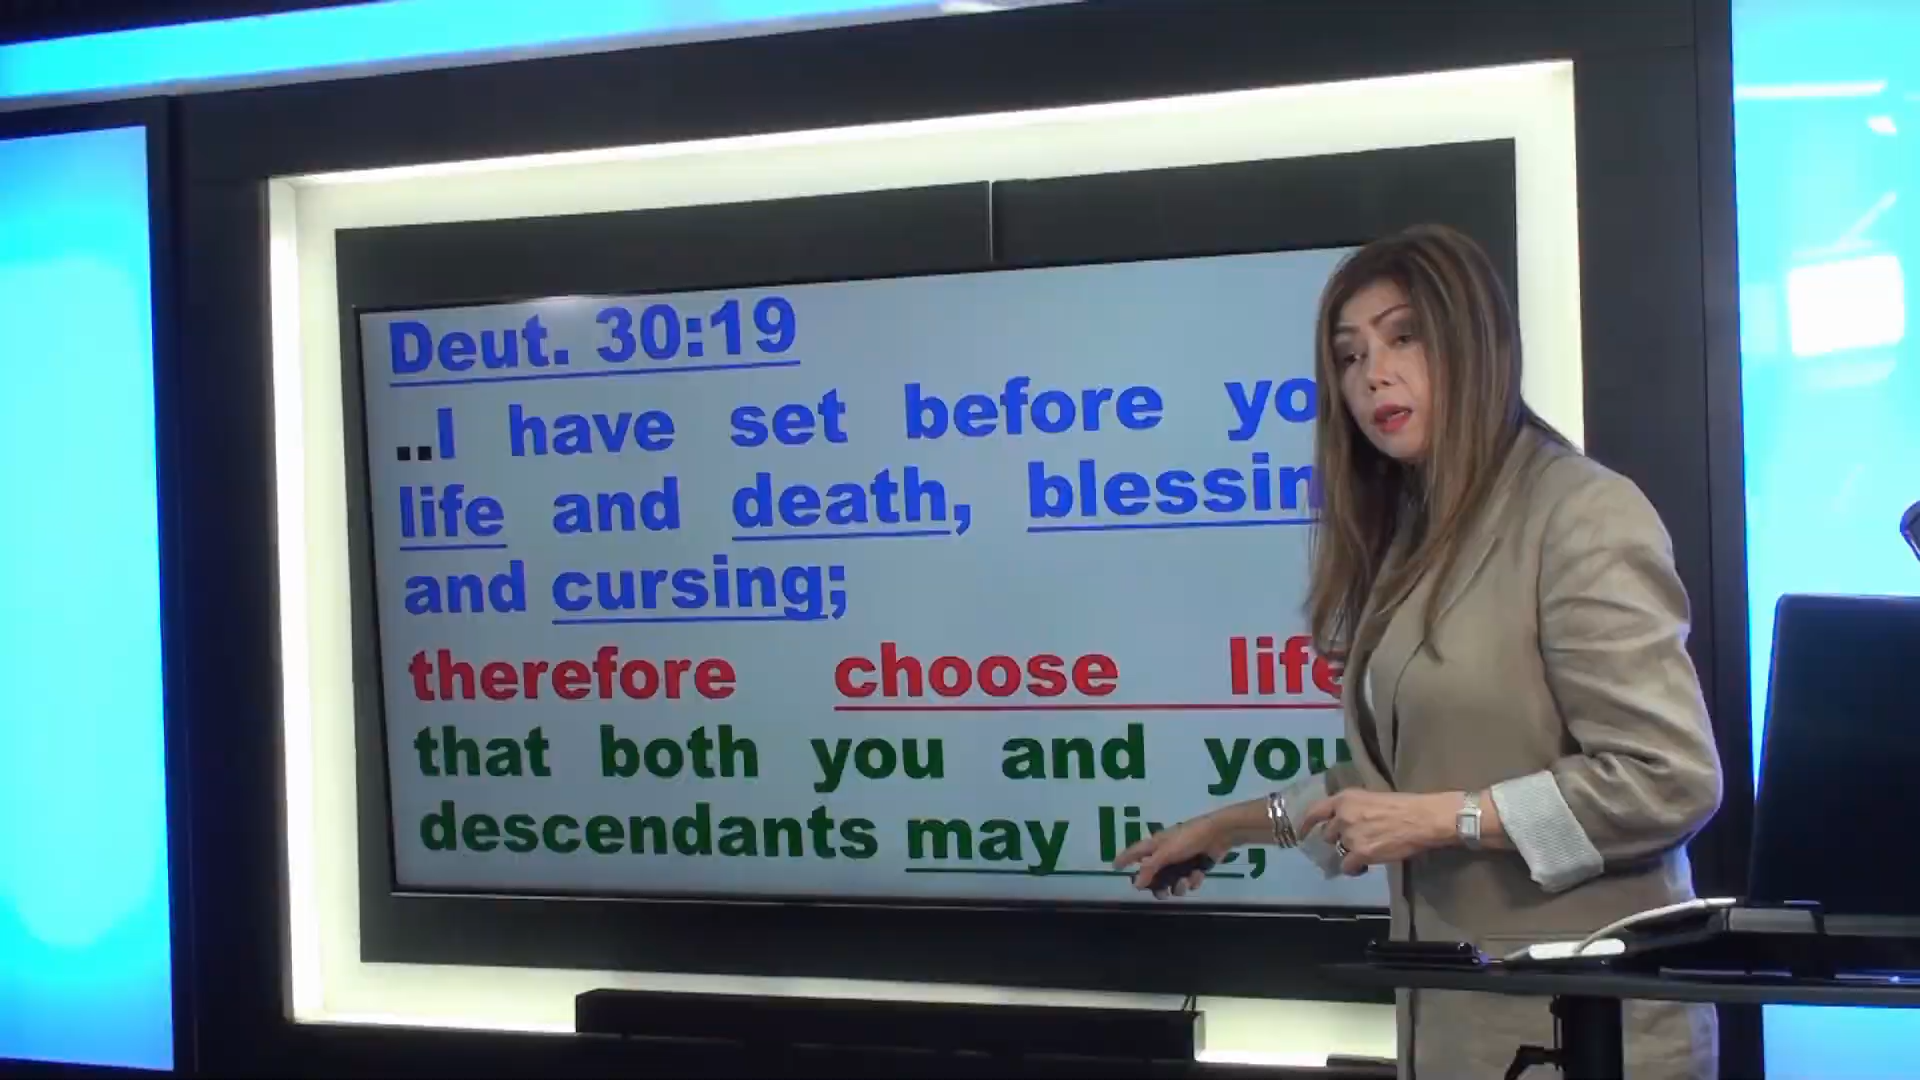 Deut. 30:19
..I have set before yo
life and death, blessin
and cursing;
therefore choose life
that both you and you
descendants may live,